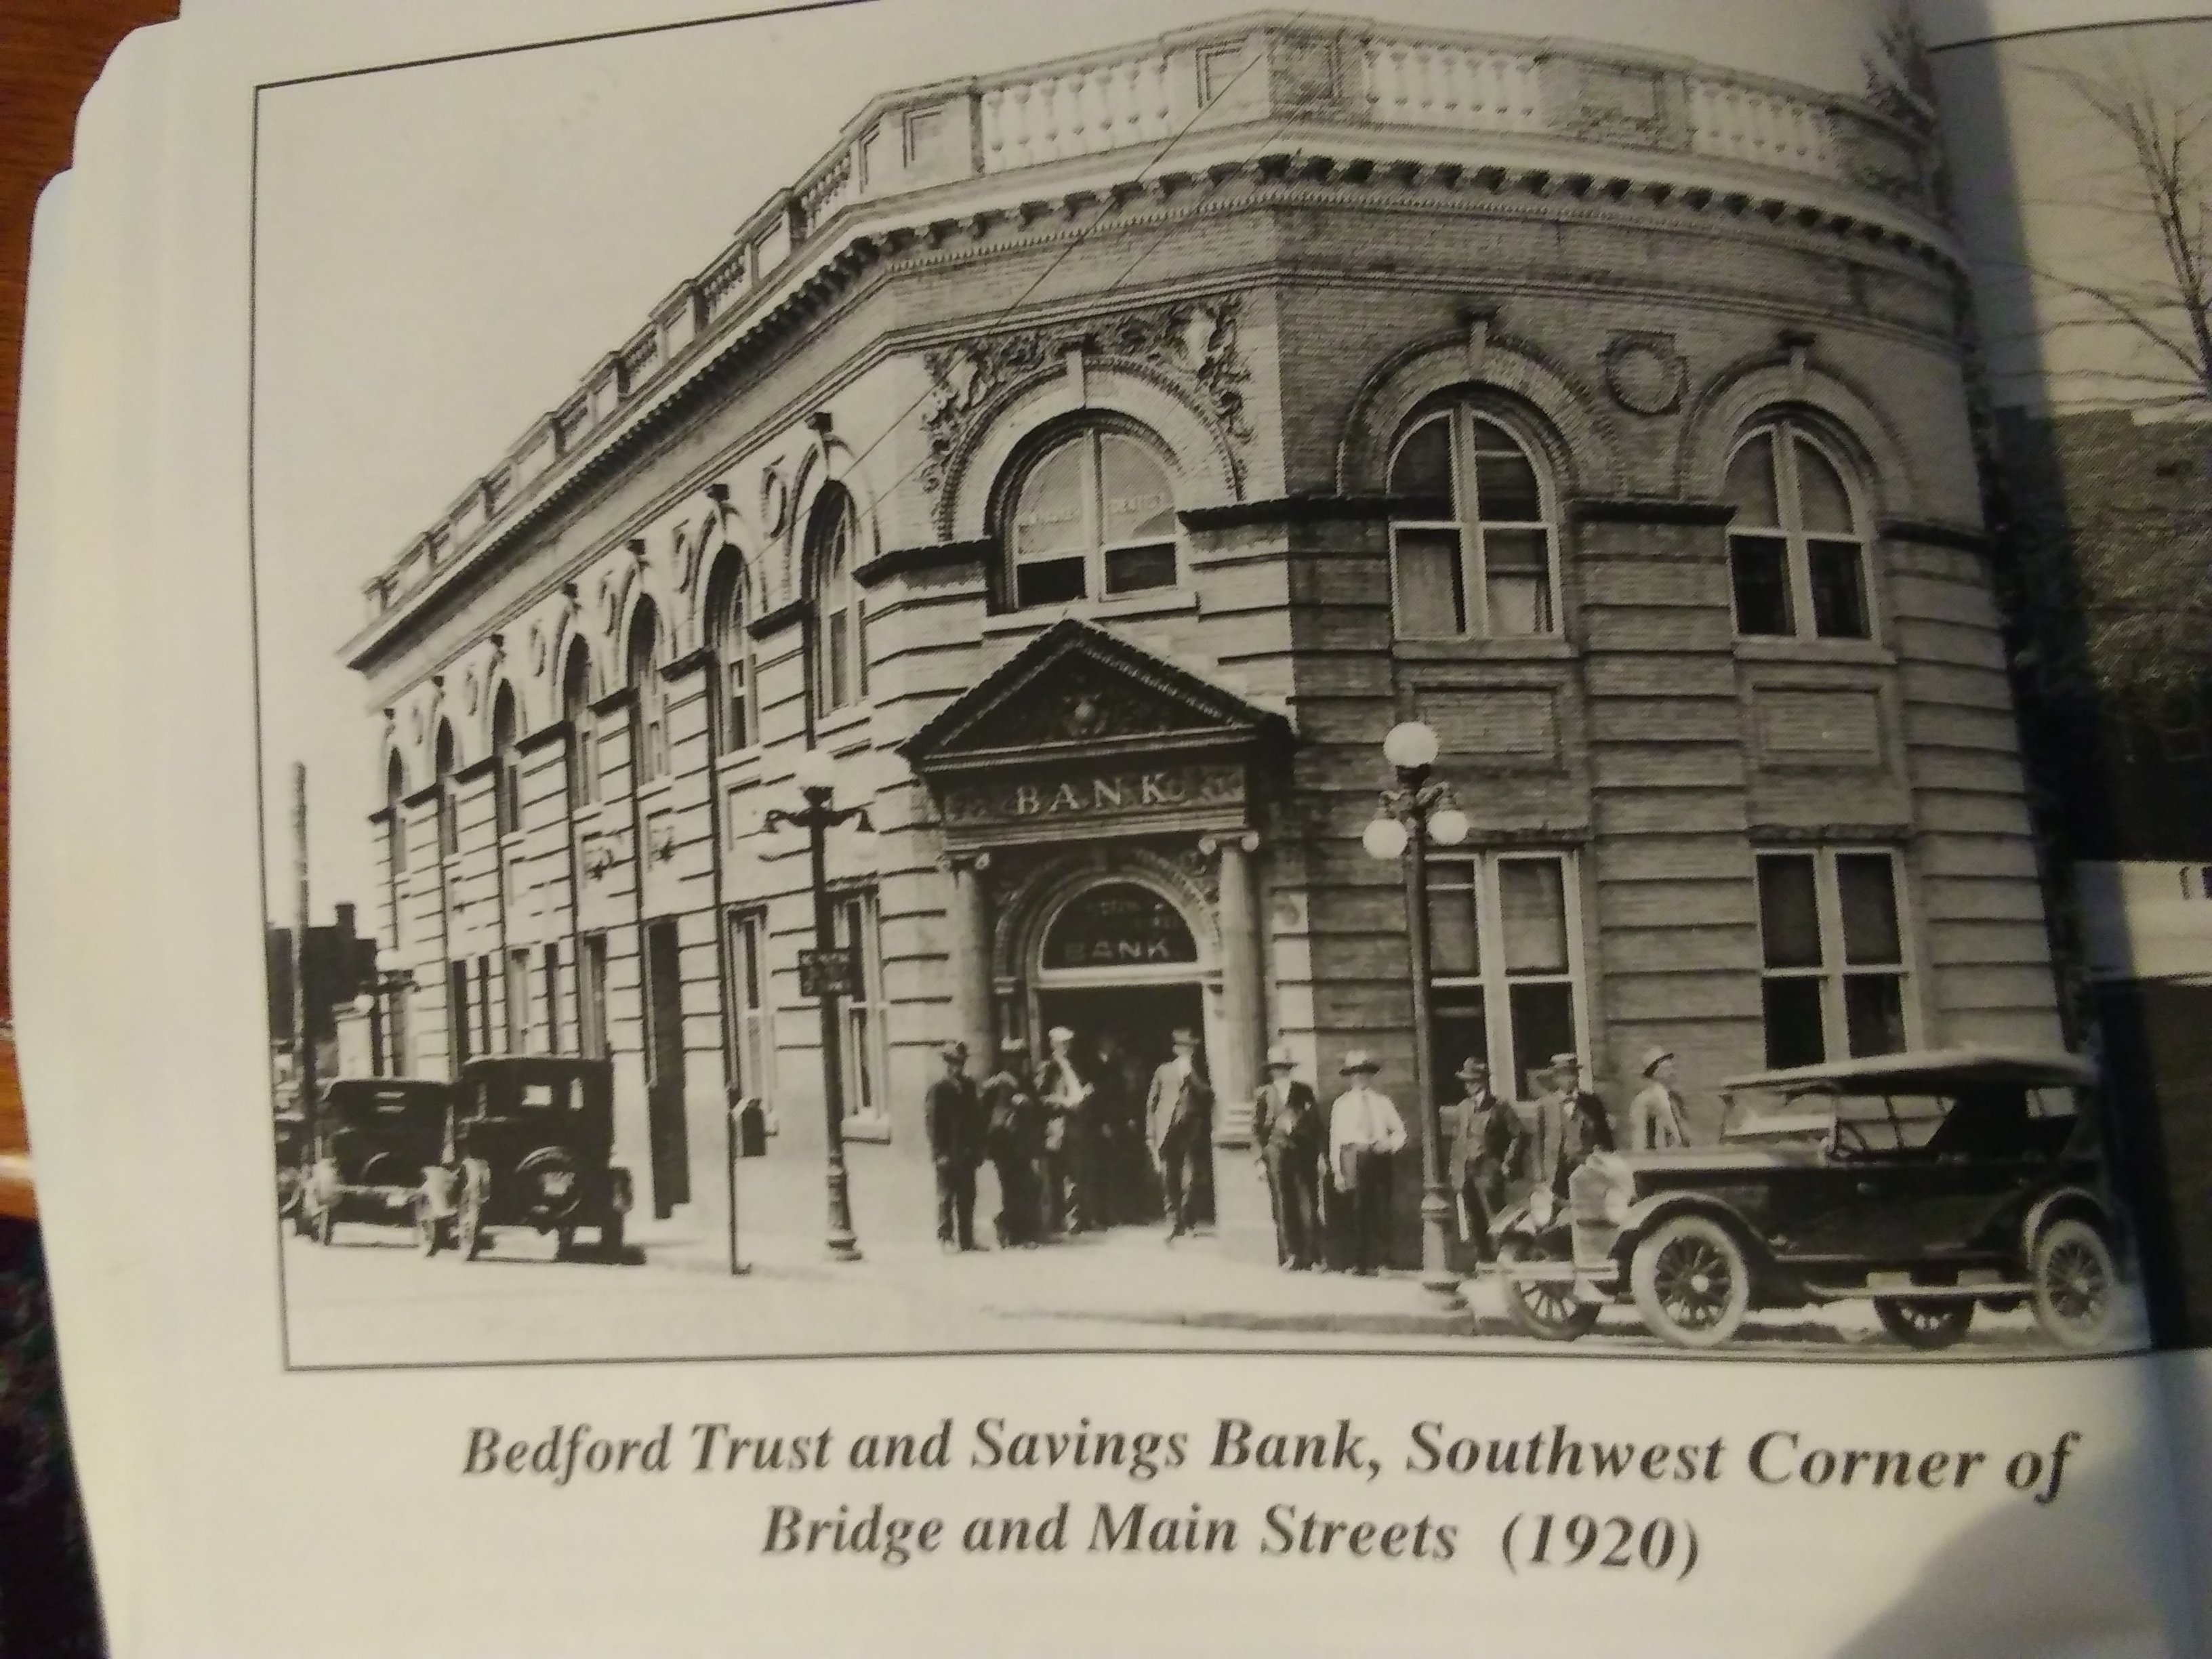 BANK
BANK
Bedford Trust and Savings Bank, Southwest Corner of
Bridge and Main Streets (1920)